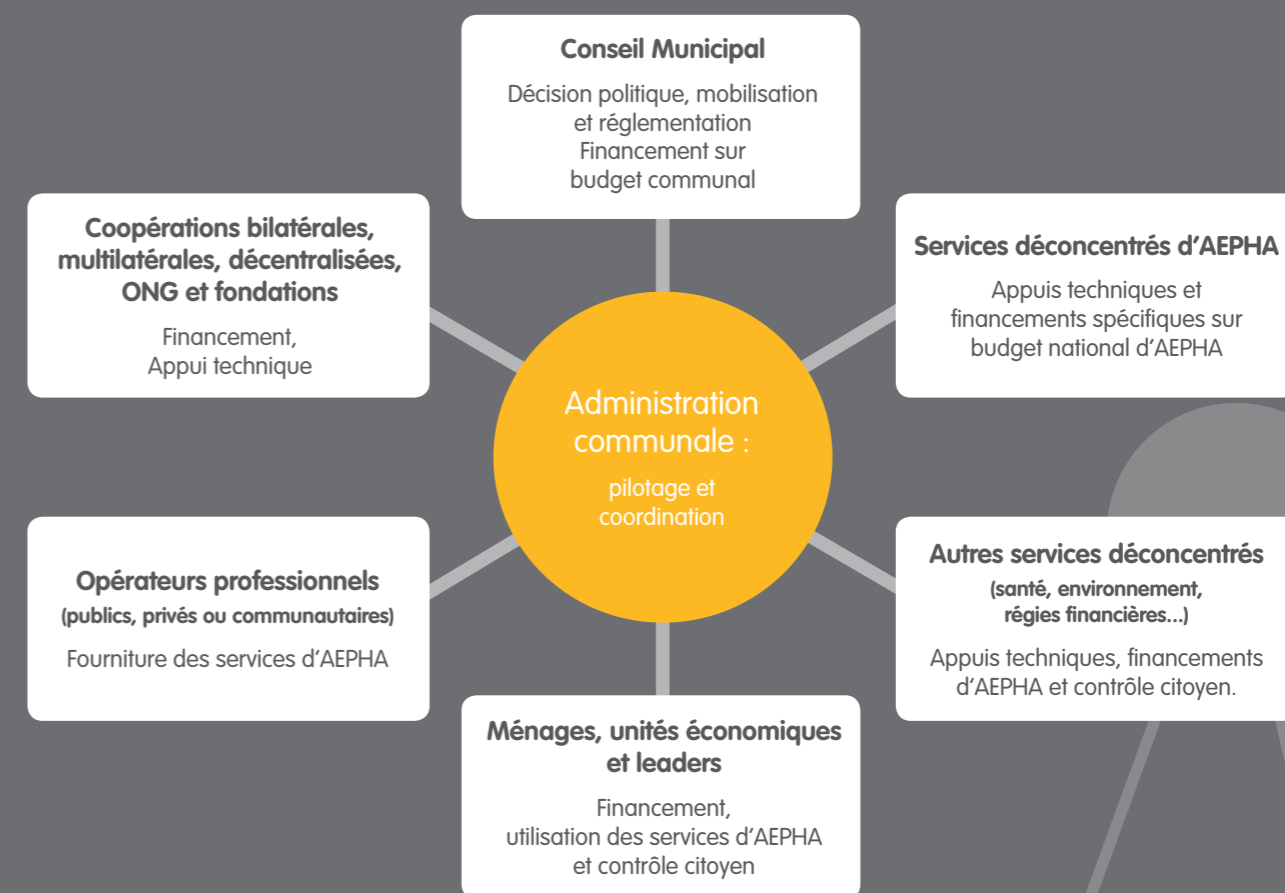 Conseil Municipal
Décision politique, mobilisation
et réglementation
Financement sur
budget communal
Coopérations bilatérales,
multilatérales, décentralisées,
ONG et fondations
Financement,
Appui technique
Services déconcentrés d’AEPHA
Appuis techniques et
financements spécifiques sur
budget national d’AEPHA
Administration
communale :
pilotage et
coordination
Opérateurs professionnels
(publics, privés ou communautaires)
Fourniture des services d’AEPHA
Autres services déconcentrés
(santé, environnement,
régies financières...)
Appuis techniques, financements
d’AEPHA et contrôle citoyen.
Ménages, unités économiques
et leaders
Financement,
utilisation des services d’AEPHA
et contrôle citoyen